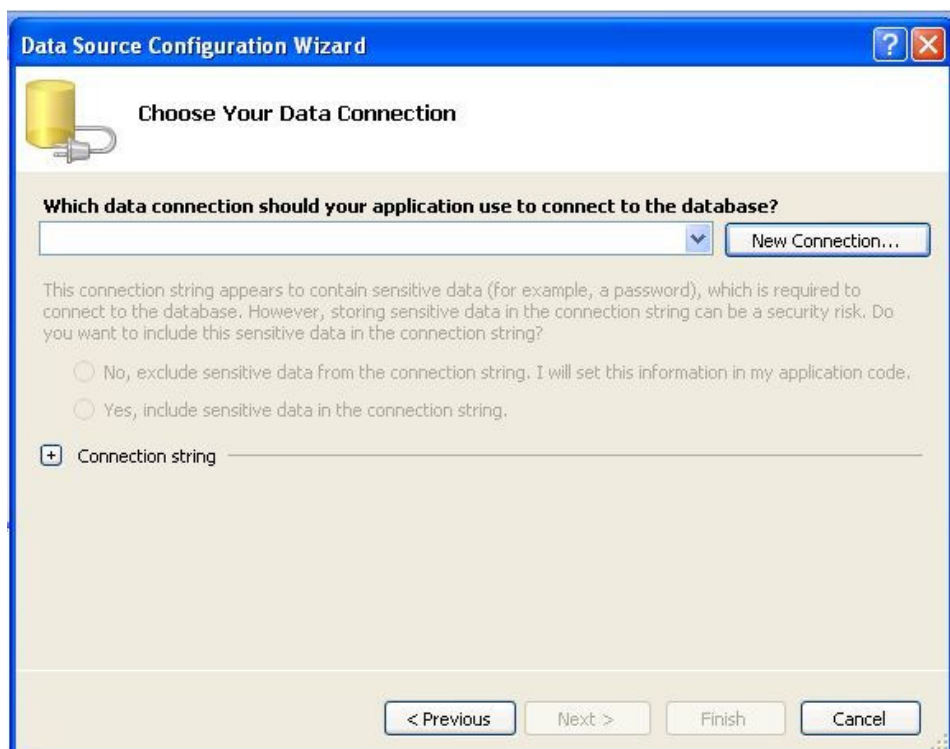 Data Source Configuration Wizard
Choose Your Data Connection
Which data connection should your application use to connect to the database?
New Connection...
This connection string appears to contain sensitive data (for example, a password), which is required to
connect to the database. However, storing sensitive data in the connection string can be a security risk. Do
you want to include this sensitive data in the connection string?
No, exclude sensitive data from the connection string. I will set this information in my application code.
Yes, include sensitive data in the connection string.
Connection string
< Previous
Next >
Finish
Cancel